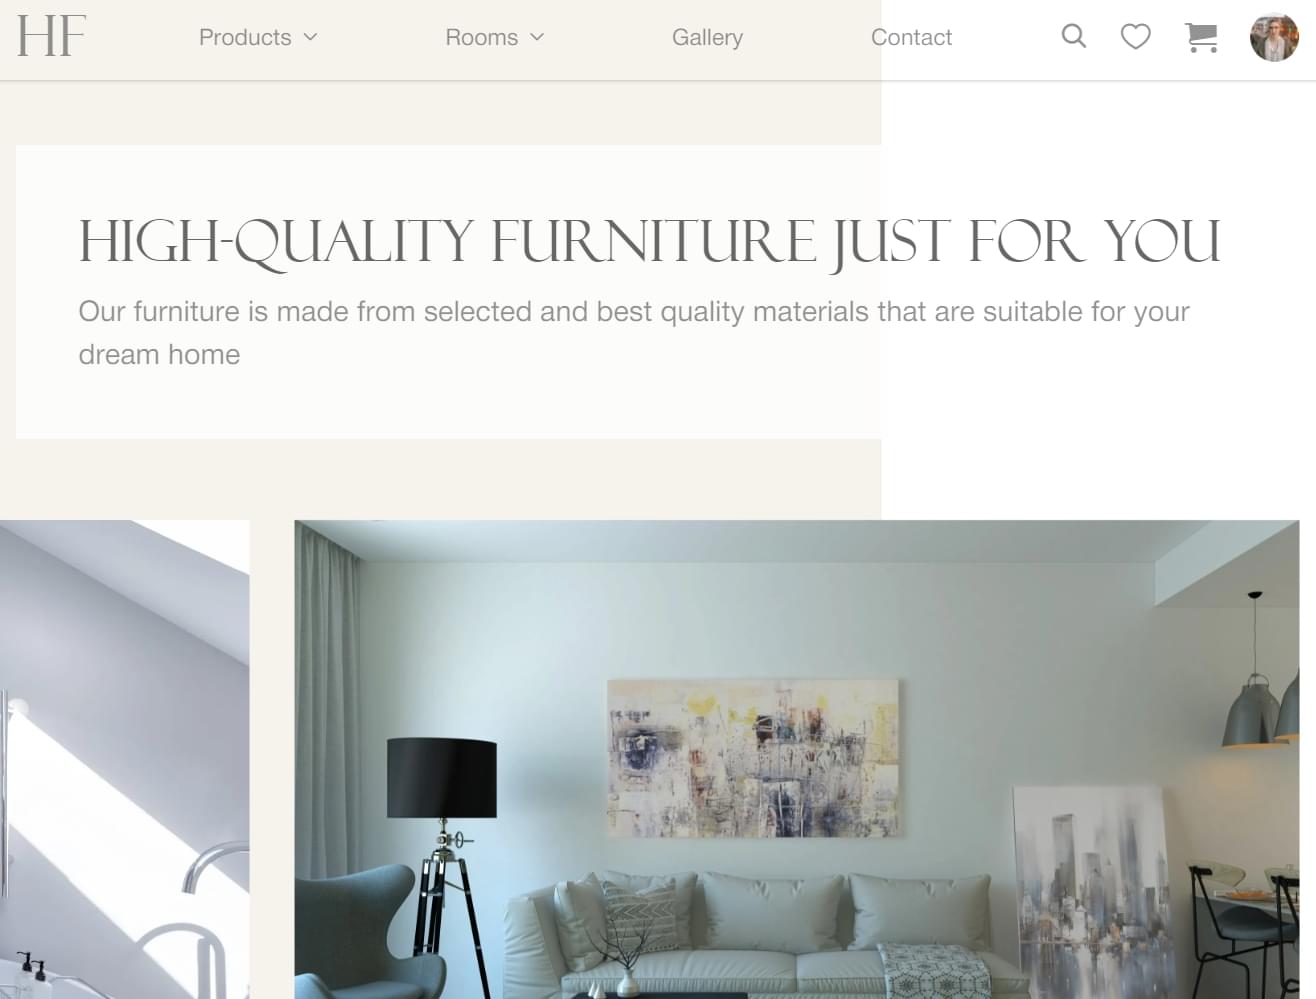 HF
Products
Rooms
Gallery
Contact
HIGH-QUALITY FURNITURE JUST FOR YOU
Our furniture is made from selected and best quality materials that are suitable for your
dream home